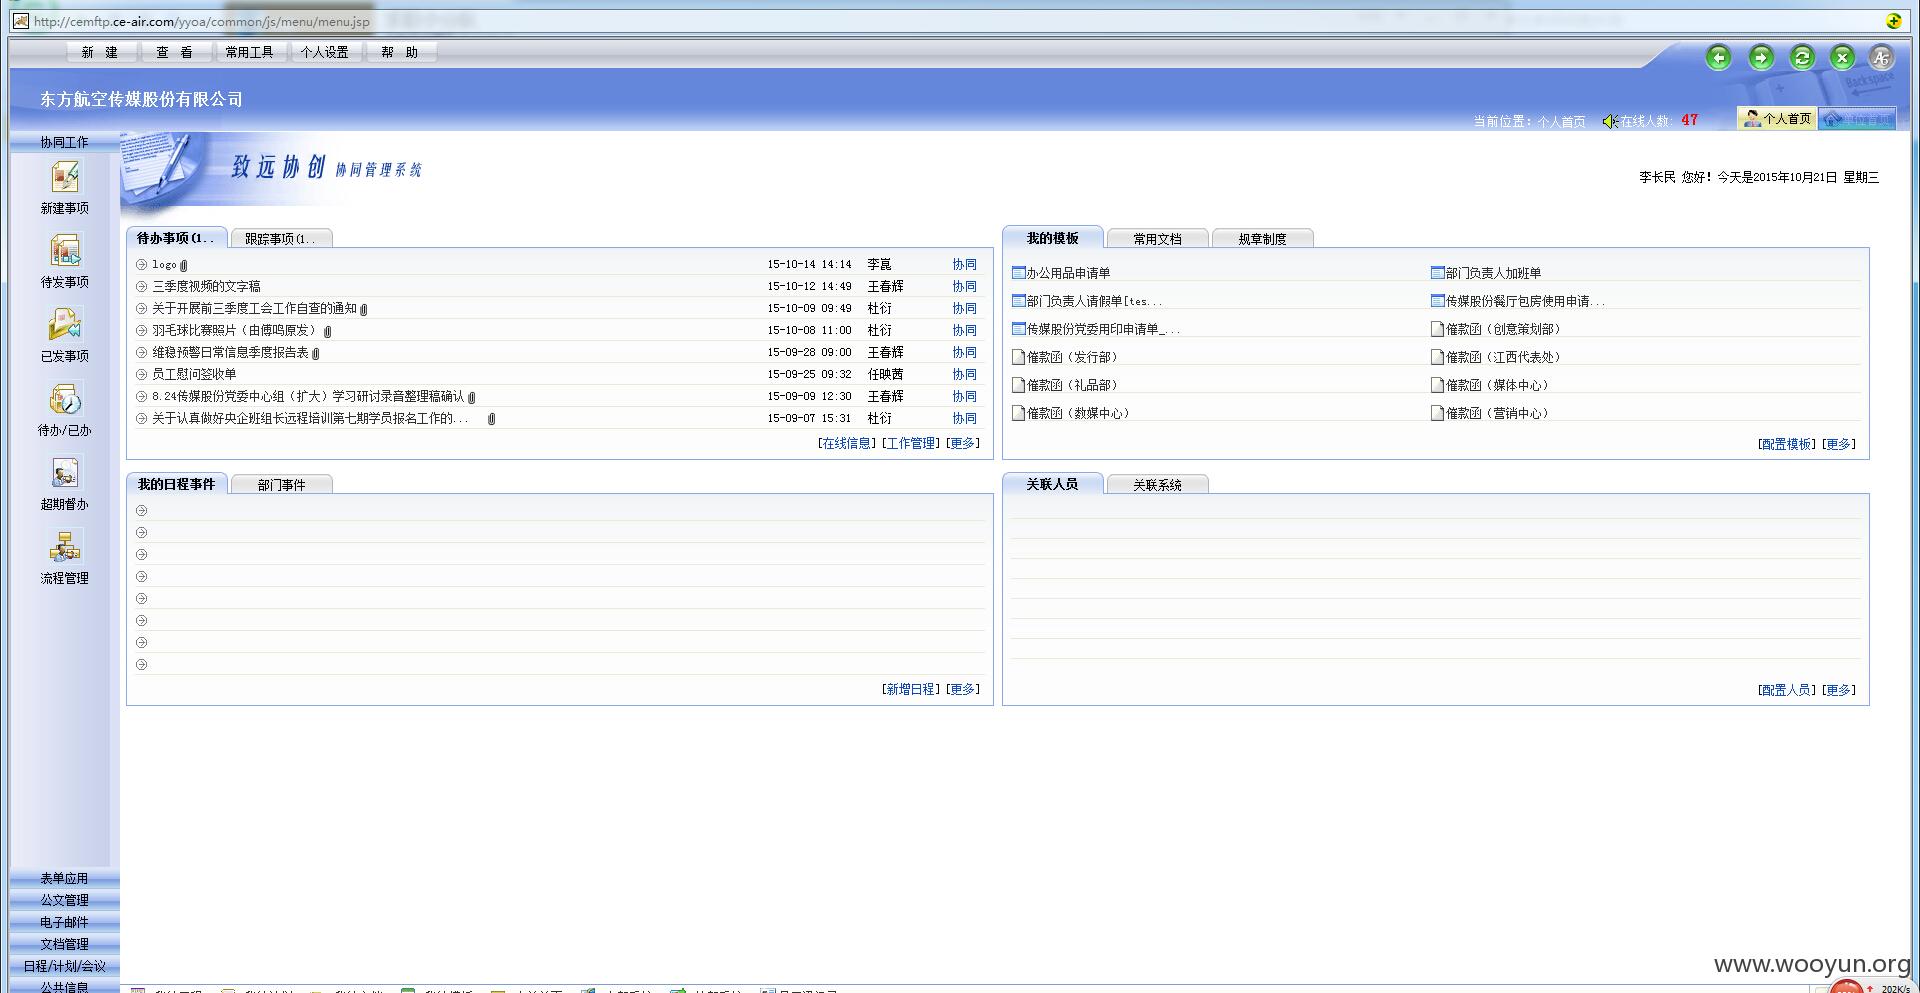 http://cemftp.ce-air.com/yyoa/common/js/menu/menu.jsp
新 建 查 看 常用工具 个人设置 帮 助
东方航空传媒股份有限公司
当前位置: 个人首页 在线人数: 47 个人首页 单位首页
协同工作
新建事项
待发事项
已发事项
待办/已办
超期督办
流程管理
表单应用
公文管理
电子邮件
文档管理
日程/计划/会议
公共信息
致远协创 协同管理系统
李长民 您好! 今天是2015年10月21日 星期三
待办事项(1.. 跟踪事项(1..
logo 15-10-14 14:14 李崑 协同
三季度视频的文字稿 15-10-12 14:49 王春辉 协同
关于开展前三季度工会工作自查的通知 15-10-09 09:49 杜衍 协同
羽毛球比赛照片（由傅鸣原发） 15-10-08 11:00 杜衍 协同
维稳预警日常信息季度报告表 15-09-28 09:00 王春辉 协同
员工慰问签收单 15-09-25 09:32 任映茜 协同
8.24传媒股份党委中心组（扩大）学习研讨录音整理稿确认 15-09-09 12:30 王春辉 协同
关于认真做好央企班组长远程培训第七期学员报名工作的... 15-09-07 15:31 杜衍 协同
[在线信息] [工作管理] [更多]
我的模板 常用文档 规章制度
办公用品申请单 部门负责人加班单
部门负责人请假单[tes... 传媒股份餐厅包房使用申请...
传媒股份党委用印申请单_... 催款函（创意策划部）
催款函（发行部） 催款函（江西代表处）
催款函（礼品部） 催款函（媒体中心）
催款函（数媒中心） 催款函（营销中心）
[配置模板] [更多]
我的日程事件 部门事件
[新增日程] [更多]
关联人员 关联系统
[配置人员] [更多]
www.wooyun.org
202K/s